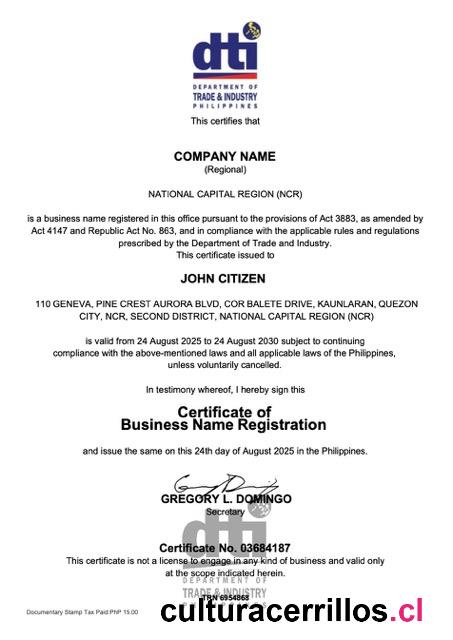 dti
DEPARTMENT OF
TRADE & INDUSTRY
PHILIPPINES
This certifies that
COMPANY NAME
(Regional)
NATIONAL CAPITAL REGION (NCR)
is a business name registered in this office pursuant to the provisions of Act 3883, as amended by
Act 4147 and Republic Act No. 863, and in compliance with the applicable rules and regulations
prescribed by the Department of Trade and Industry.
This certificate issued to
JOHN CITIZEN
110 GENEVA, PINE CREST AURORA BLVD, COR BALETE DRIVE, KAUNLARAN, QUEZON
CITY, NCR, SECOND DISTRICT, NATIONAL CAPITAL REGION (NCR)
is valid from 24 August 2025 to 24 August 2030 subject to continuing
compliance with the above-mentioned laws and all applicable laws of the Philippines,
unless voluntarily cancelled.
In testimony whereof, I hereby sign this
Certificate of
Business Name Registration
and issue the same on this 24th day of August 2025 in the Philippines.
GREGORY L. DOMINGO
Secretary
dti
Certificate No. 03684187
This certificate is not a license to engage in any kind of business and valid only
at the scope indicated herein.
DEPARTMENT OF
TRADE & INDUSTRY
TRN 6954868
Documentary Stamp Tax Paid PhP 15.00
culturacerrillos.cl